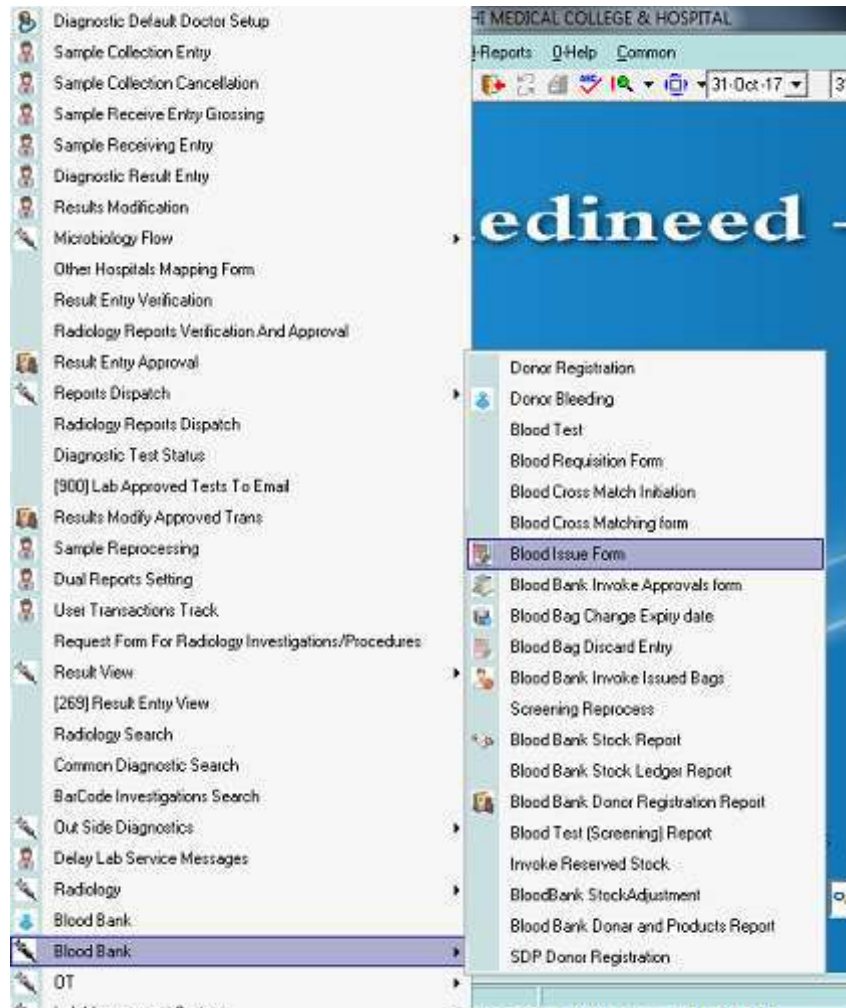 Diagnostic Default Doctor Setup
Sample Collection Entry
Sample Collection Cancellation
Sample Receive Entry Grossing
Sample Receiving Entry
Diagnostic Result Entry
Results Modification
Microbiology Flow
Other Hospitals Mapping Form
Result Entry Verification
Radiology Reports Verification And Approval
Result Entry Approval
Reports Dispatch
Radiology Reports Dispatch
Diagnostic Test Status
[900] Lab Approved Tests To Email
Results Modify Approved Trans
Sample Reprocessing
Dual Reports Setting
User Transactions Track
Request Form For Radiology Investigations/Procedures
Result View
[269] Result Entry View
Radiology Search
Common Diagnostic Search
BarCode Investigations Search
Out Side Diagnostics
Delay Lab Service Messages
Radiology
Blood Bank
Blood Bank
OT
HI MEDICAL COLLEGE & HOSPITAL
-Reports 0-Help Common
31-Oct-17 3
edineed -
Donor Registration
Donor Bleeding
Blood Test
Blood Requisition Form
Blood Cross Match Initiation
Blood Cross Matching form
Blood Issue Form
Blood Bank Invoke Approvals form
Blood Bag Change Expiry date
Blood Bag Discard Entry
Blood Bank Invoke Issued Bags
Screening Reprocess
Blood Bank Stock Report
Blood Bank Stock Ledger Report
Blood Bank Donor Registration Report
Blood Test (Screening) Report
Invoke Reserved Stock
BloodBank StockAdjustment
Blood Bank Donar and Products Report
SDP Donor Registration